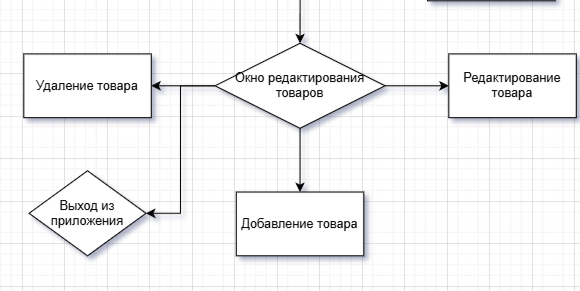 Окно редактирования
товаров
Удаление товара
Редактирование
товара
Выход из
приложения
Добавление товара